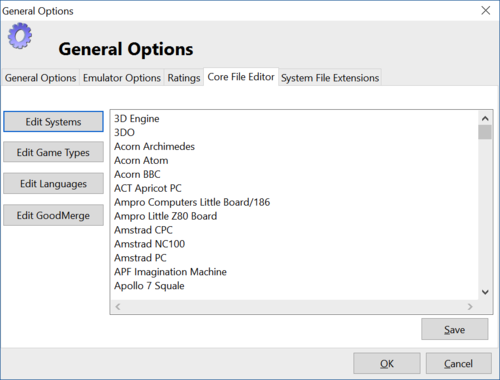 General Options
General Options
General Options Emulator Options Ratings Core File Editor System File Extensions
Edit Systems
Edit Game Types
Edit Languages
Edit GoodMerge
3D Engine
3DO
Acorn Archimedes
Acorn Atom
Acorn BBC
ACT Apricot PC
Ampro Computers Little Board/186
Ampro Little Z80 Board
Amstrad CPC
Amstrad NC100
Amstrad PC
APF Imagination Machine
Apollo 7 Squale
Save
OK Cancel